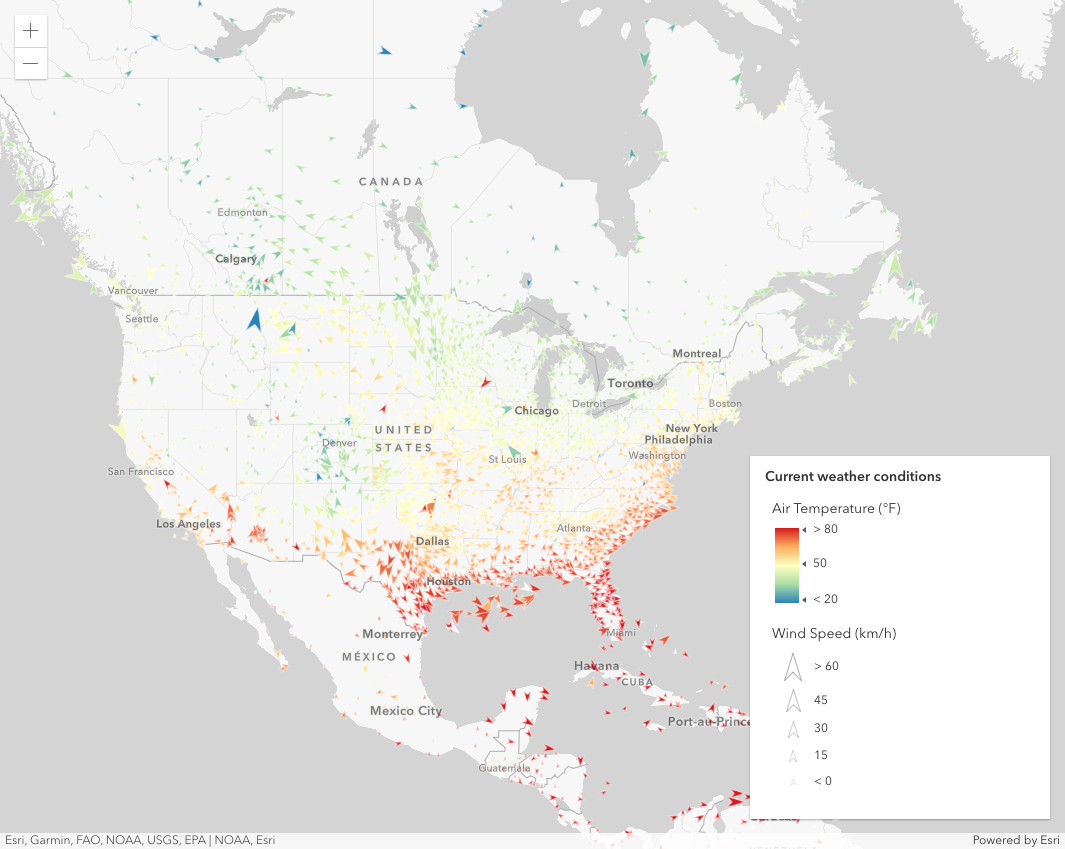 CANADA
Edmonton
Calgary
Vancouver
Seattle
Montreal
Toronto
Detroit
Boston
Chicago
UNITED
STATES
New York
Philadelphia
Denver
St Louis
Washington
San Francisco
Los Angeles
Atlanta
Dallas
Houston
Monterrey
Miami
MÉXICO
Havana
CUBA
Mexico City
Port-au-Prince
Guatemala
Current weather conditions
Air Temperature (°F)
> 80
50
< 20
Wind Speed (km/h)
> 60
45
30
15
< 0
Esri, Garmin, FAO, NOAA, USGS, EPA | NOAA, Esri
Powered by Esri